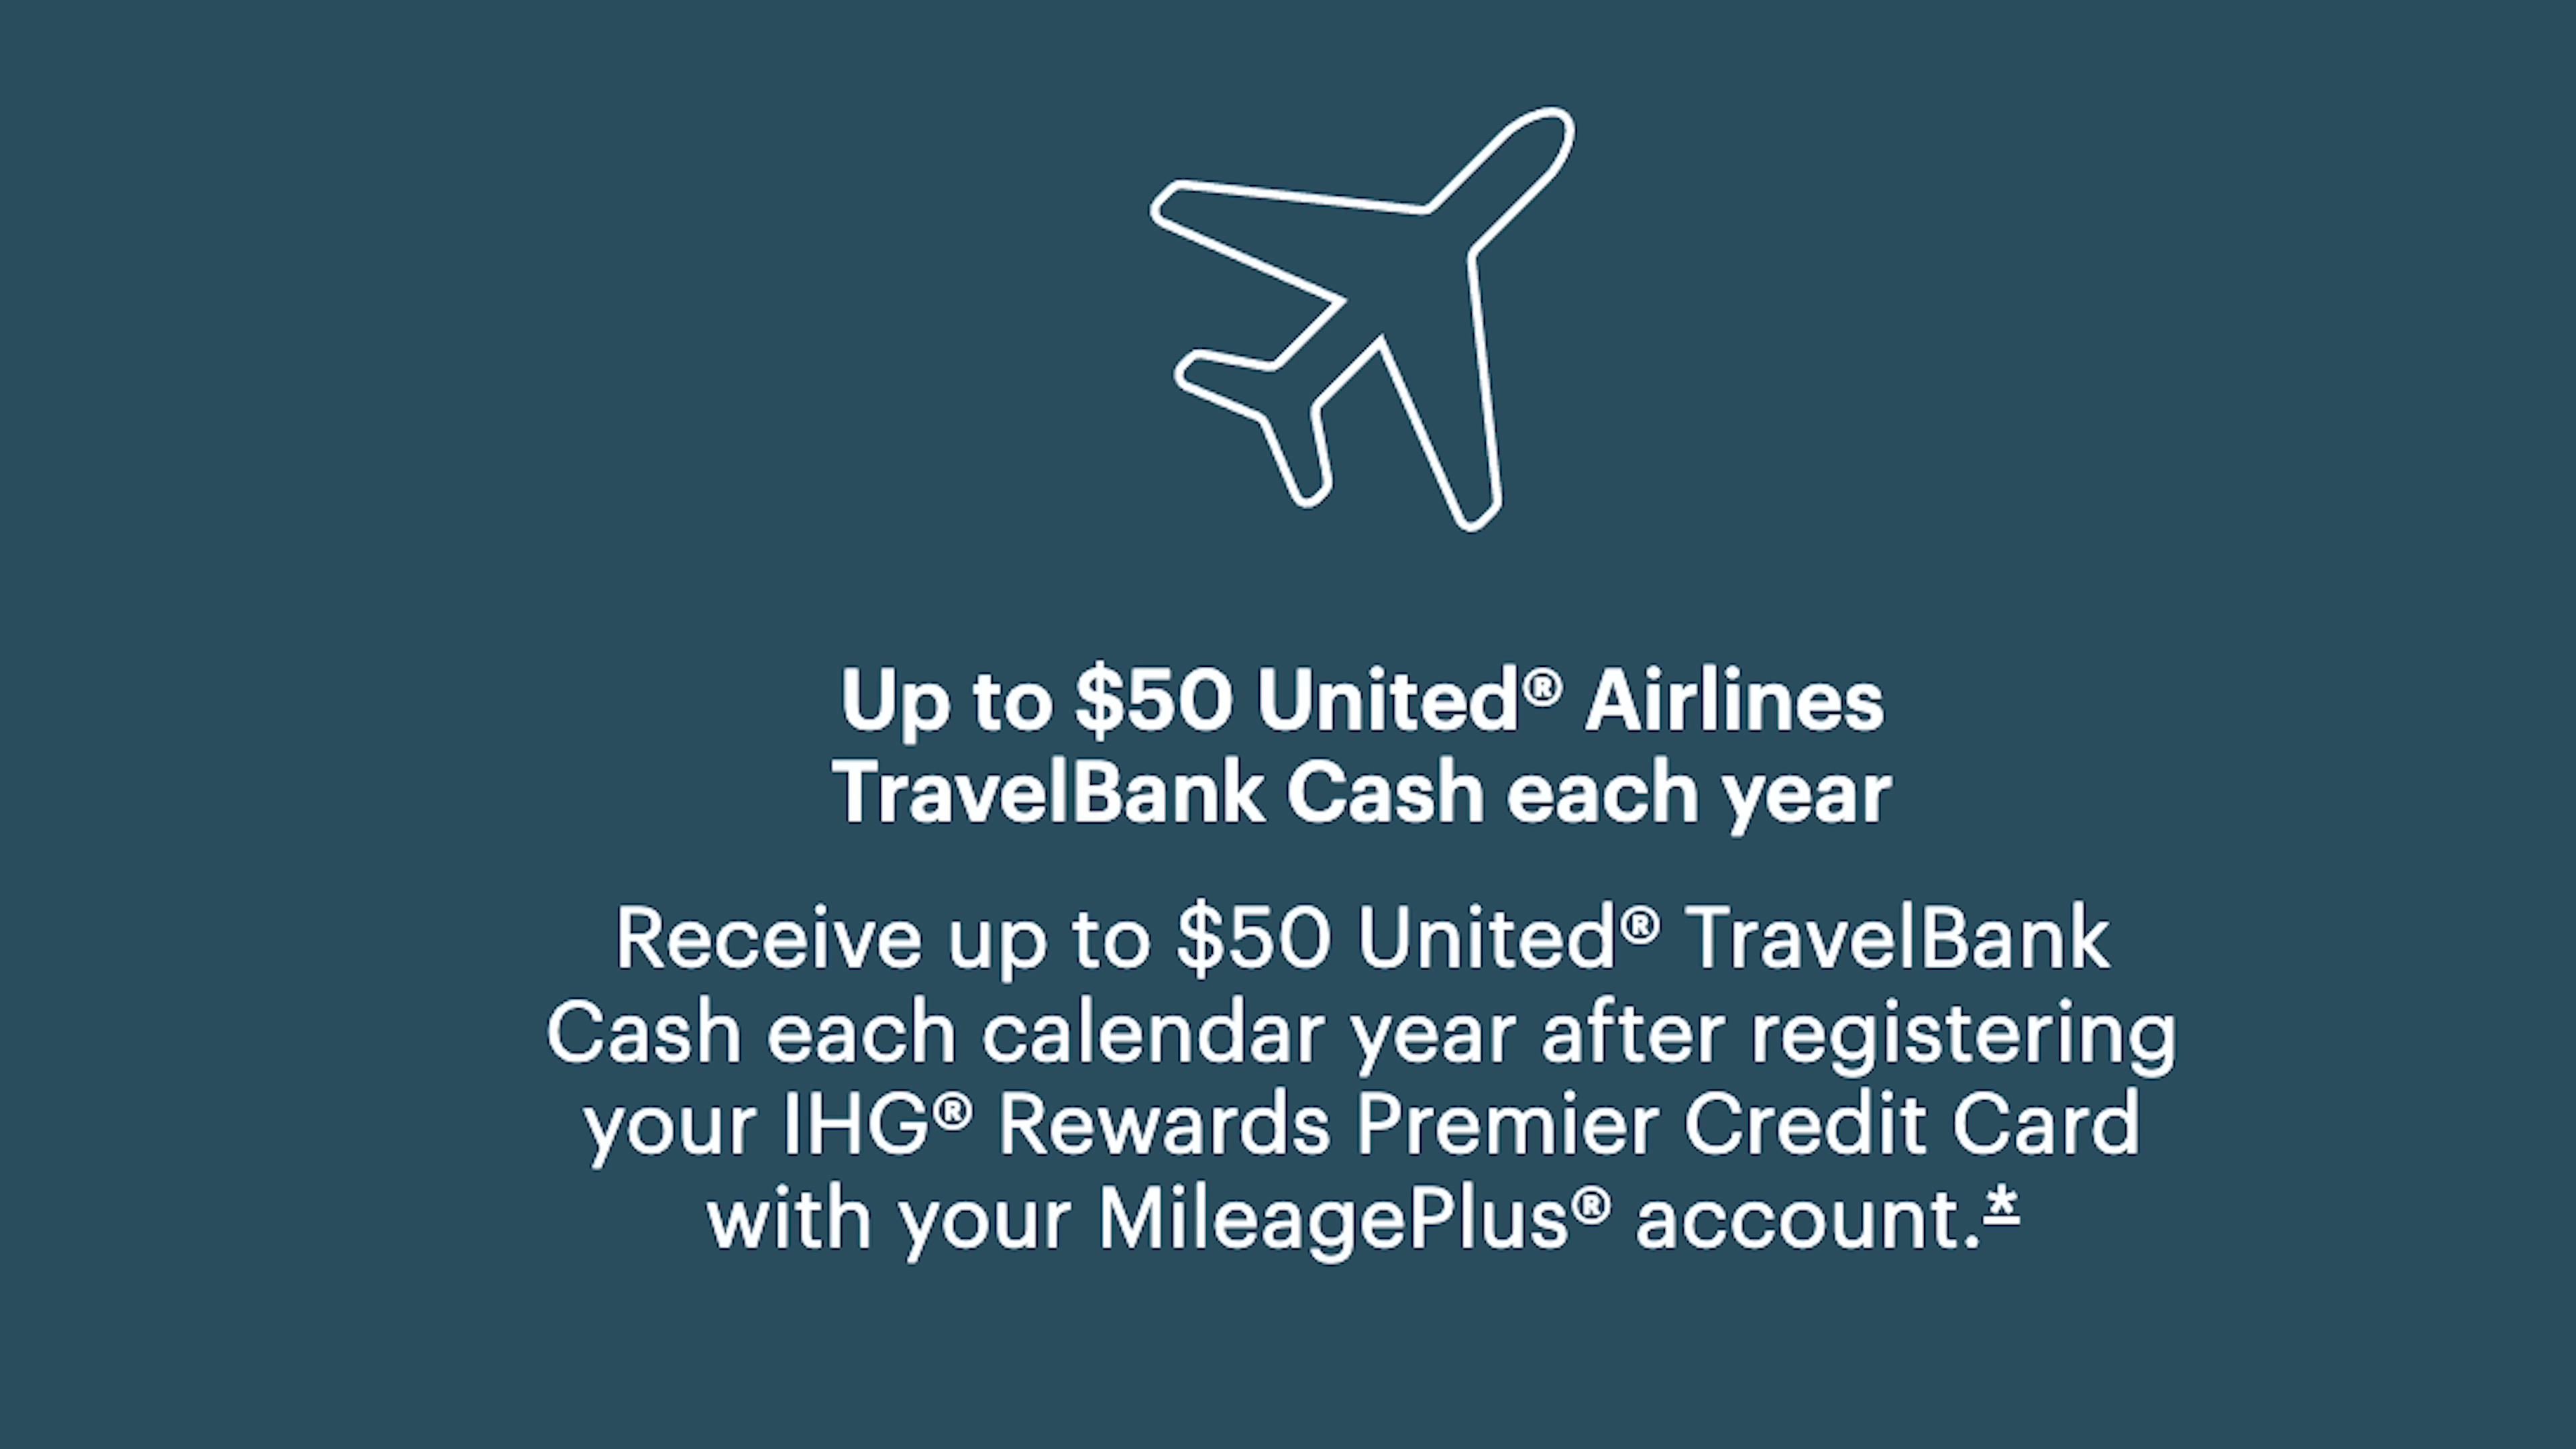 Up to $50 United® Airlines
TravelBank Cash each year
Receive up to $50 United® TravelBank
Cash each calendar year after registering
your IHG® Rewards Premier Credit Card
with your MileagePlus® account.*